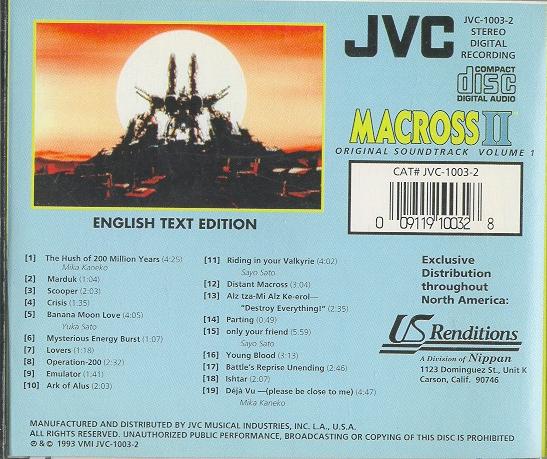 JVC
JVC-1003-2
STEREO
DIGITAL
RECORDING
COMPACT
disc
DIGITAL AUDIO
MACROSS II
ORIGINAL SOUNDTRACK VOLUME 1
CAT# JVC-1003-2
0 09119 10032 8
ENGLISH TEXT EDITION
[1] The Hush of 200 Million Years (4:25)
Mika Kaneko
[2] Marduk (1:04)
[3] Scooper (2:03)
[4] Crisis (1:35)
[5] Banana Moon Love (4:05)
Yuka Sato
[6] Mysterious Energy Burst (1:07)
[7] Lovers (1:18)
[8] Operation-200 (2:32)
[9] Emulator (1:41)
[10] Ark of Alus (2:03)
[11] Riding in your Valkyrie (4:02)
Sayo Sato
[12] Distant Macross (3:04)
[13] Alz tza-Mi Alz Ke-erol—
"Destroy Everything!" (2:35)
[14] Parting (0:49)
[15] only your friend (5:59)
Sayo Sato
[16] Young Blood (3:13)
[17] Battle's Reprise Unending (2:46)
[18] Ishtar (2:07)
[19] Déjà Vu —(please be close to me) (4:47)
Mika Kaneko
Exclusive
Distribution
throughout
North America:
US Renditions
A Division of Nippan
1123 Dominguez St., Unit K
Carson, Calif. 90746
MANUFACTURED AND DISTRIBUTED BY JVC MUSICAL INDUSTRIES, INC. L.A., U.S.A.
ALL RIGHTS RESERVED. UNAUTHORIZED PUBLIC PERFORMANCE, BROADCASTING OR COPYING OF THIS DISC IS PROHIBITED
℗ & © 1993 VMI JVC-1003-2